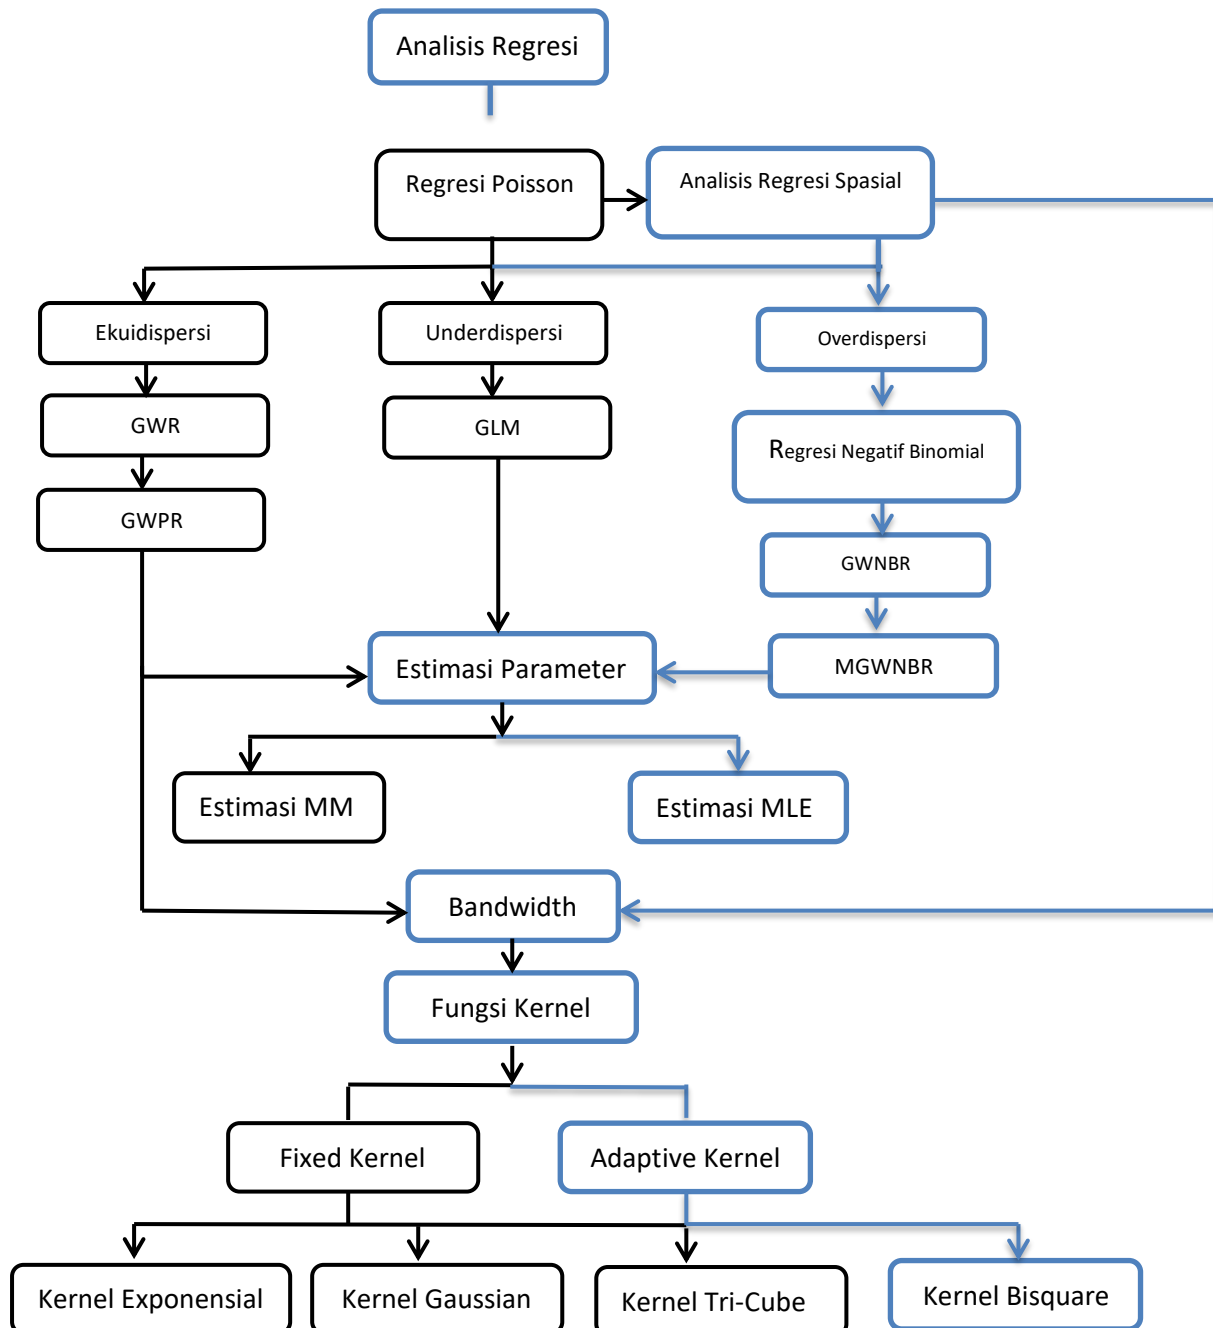 Analisis Regresi
Regresi Poisson
Analisis Regresi Spasial
Ekuidispersi
Underdispersi
Overdispersi
GWR
GLM
Regresi Negatif Binomial
GWPR
GWNBR
Estimasi Parameter
MGWNBR
Estimasi MM
Estimasi MLE
Bandwidth
Fungsi Kernel
Fixed Kernel
Adaptive Kernel
Kernel Exponensial
Kernel Gaussian
Kernel Tri-Cube
Kernel Bisquare